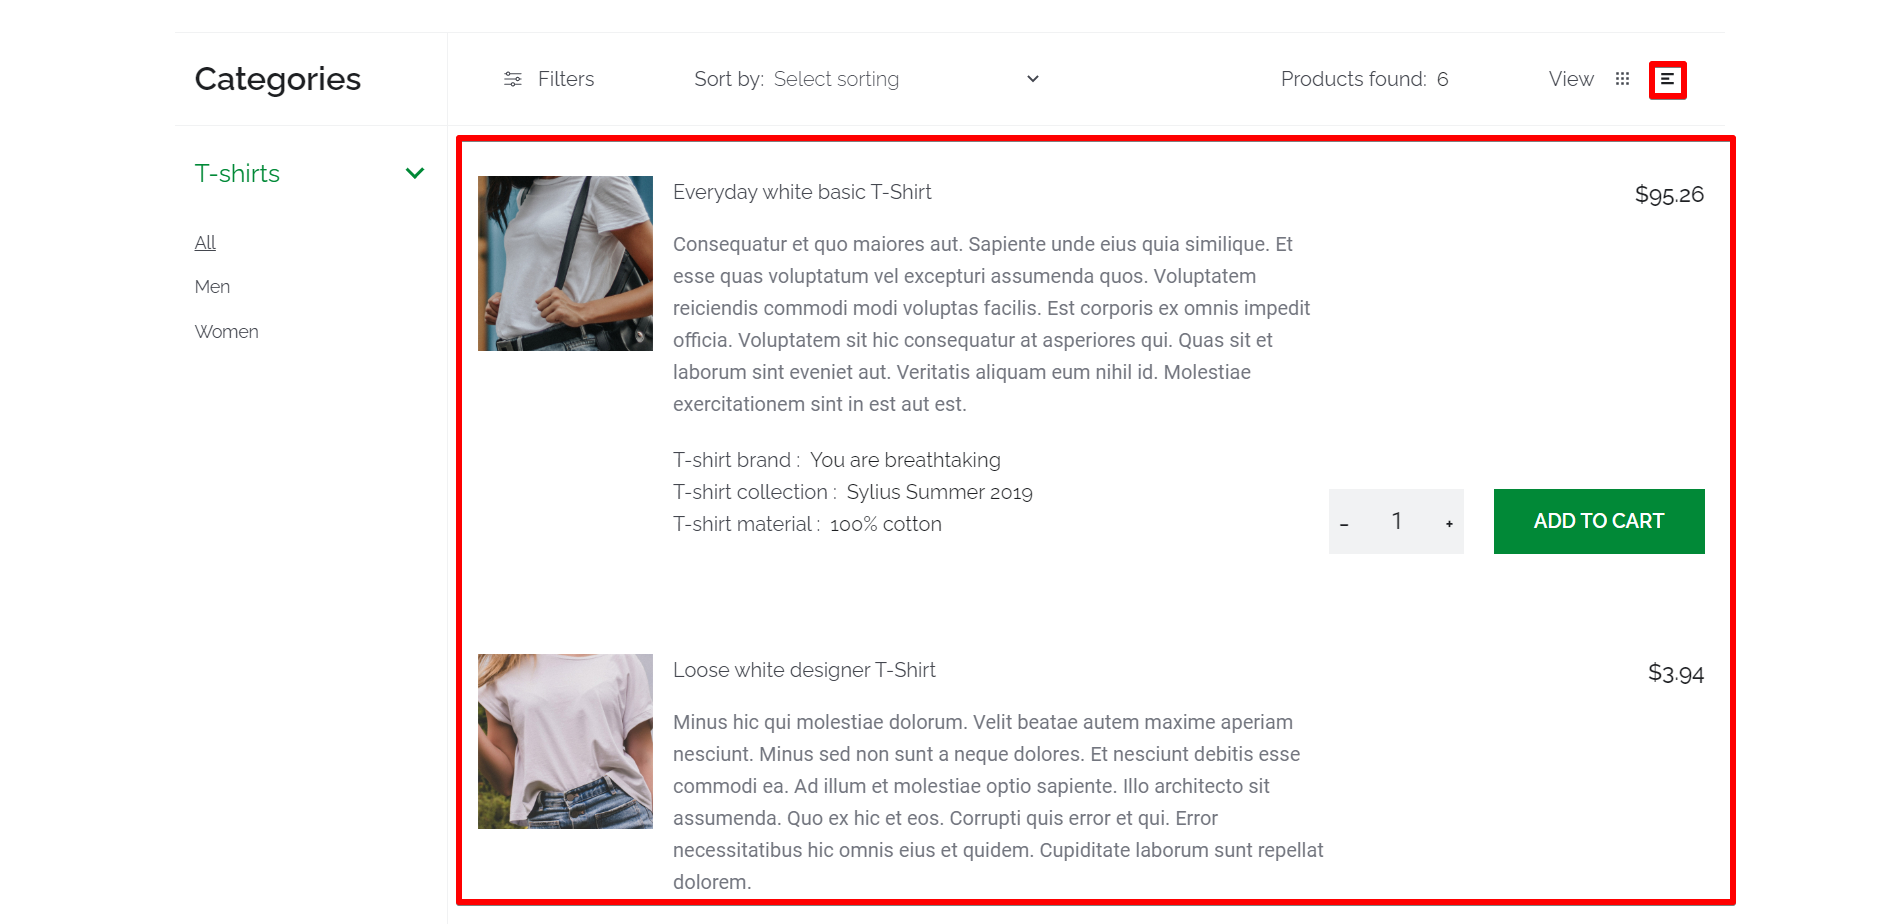 Categories
Filters
Sort by: Select sorting
Products found: 6
View
T-shirts
All
Men
Women
Everyday white basic T-Shirt
$95.26
Consequatur et quo maiores aut. Sapiente unde eius quia similique. Et
esse quas voluptatum vel excepturi assumenda quos. Voluptatem
reiciendis commodi modi voluptas facilis. Est corporis ex omnis impedit
officia. Voluptatem sit hic consequatur at asperiores qui. Quas sit et
laborum sint eveniet aut. Veritatis aliquam eum nihil id. Molestiae
exercitationem sint in est aut est.
T-shirt brand : You are breathtaking
T-shirt collection : Sylius Summer 2019
T-shirt material : 100% cotton
- 1 +
ADD TO CART
Loose white designer T-Shirt
$3.94
Minus hic qui molestiae dolorum. Velit beatae autem maxime aperiam
nesciunt. Minus sed non sunt a neque dolores. Et nesciunt debitis esse
commodi ea. Ad illum et molestiae optio sapiente. Illo architecto sit
assumenda. Quo ex hic et eos. Corrupti quis error et qui. Error
necessitatibus hic omnis eius et quidem. Cupiditate laborum sunt repellat
dolorem.